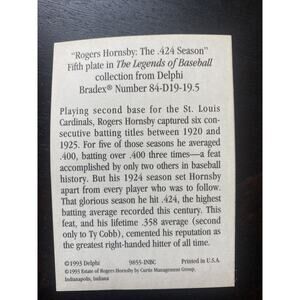 “Rogers Hornsby: The .424 Season”
Fifth plate in The Legends of Baseball
collection from Delphi
Bradex® Number 84-D19-19.5
Playing second base for the St. Louis
Cardinals, Rogers Hornsby captured six con-
secutive batting titles between 1920 and
1925. For five of those seasons he averaged
.400, batting over .400 three times—a feat
accomplished by only two others in baseball
history. But his 1924 season set Hornsby
apart from every player who was to follow.
That glorious season he hit .424, the highest
batting average recorded this century. This
feat, and his lifetime .358 average (second
only to Ty Cobb), cemented his reputation as
the greatest right-handed hitter of all time.
©1993 Delphi 9855-INBC Printed in U.S.A.
©1993 Estate of Rogers Hornsby by Curtis Management Group,
Indianapolis, Indiana